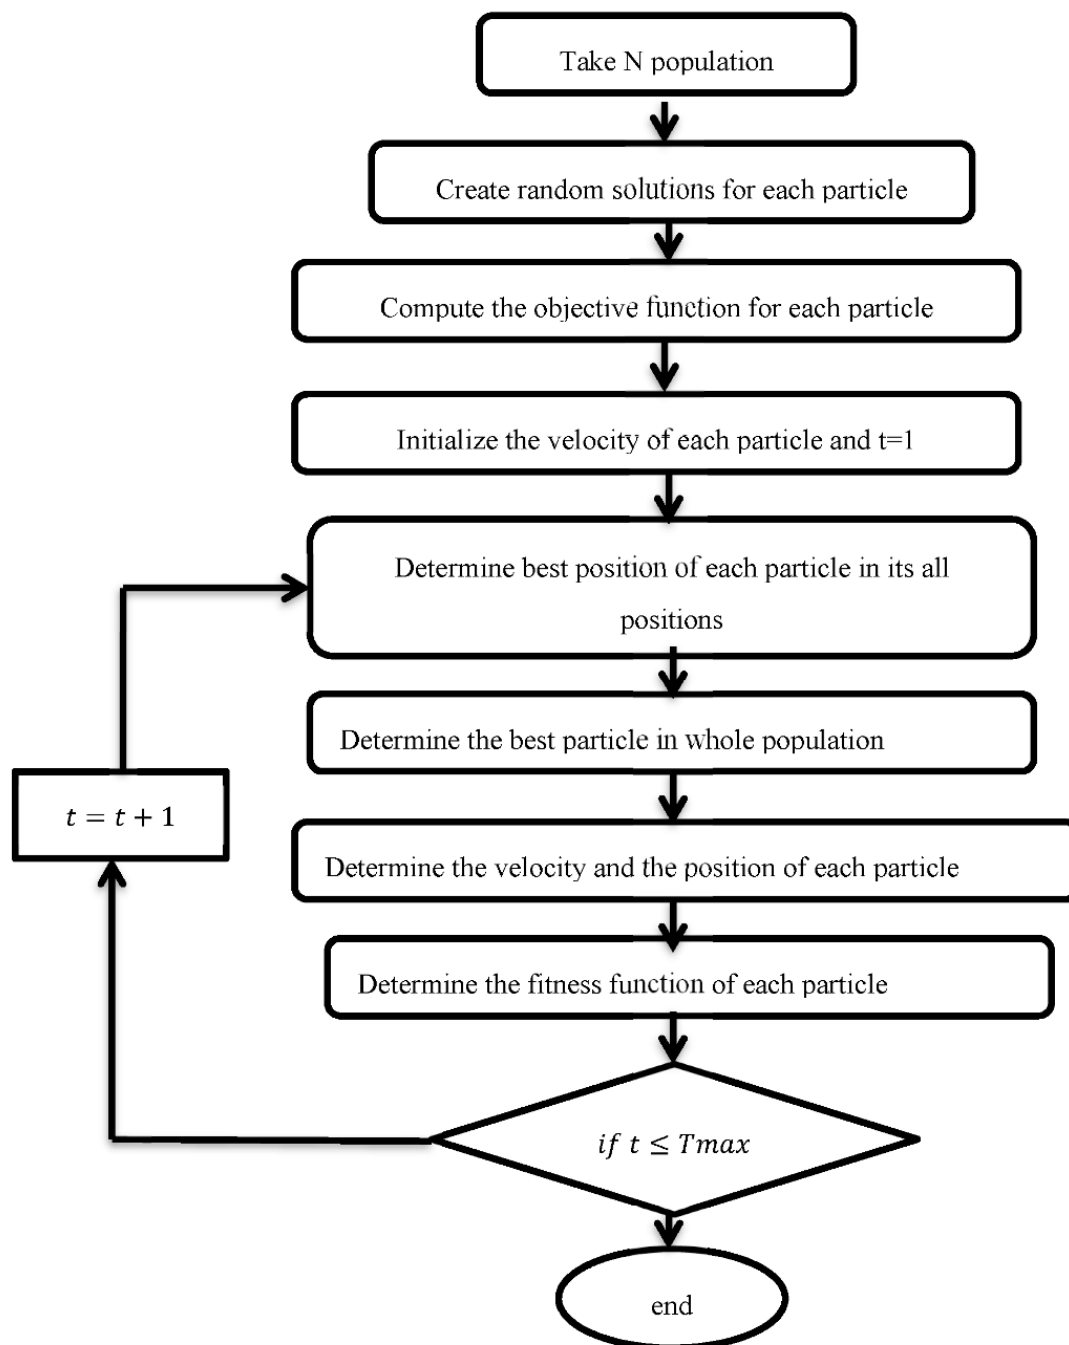 Take N population
Create random solutions for each particle
Compute the objective function for each particle
Initialize the velocity of each particle and t=1
Determine best position of each particle in its all
positions
Determine the best particle in whole population
t = t + 1
Determine the velocity and the position of each particle
Determine the fitness function of each particle
if t ≤ Tmax
end